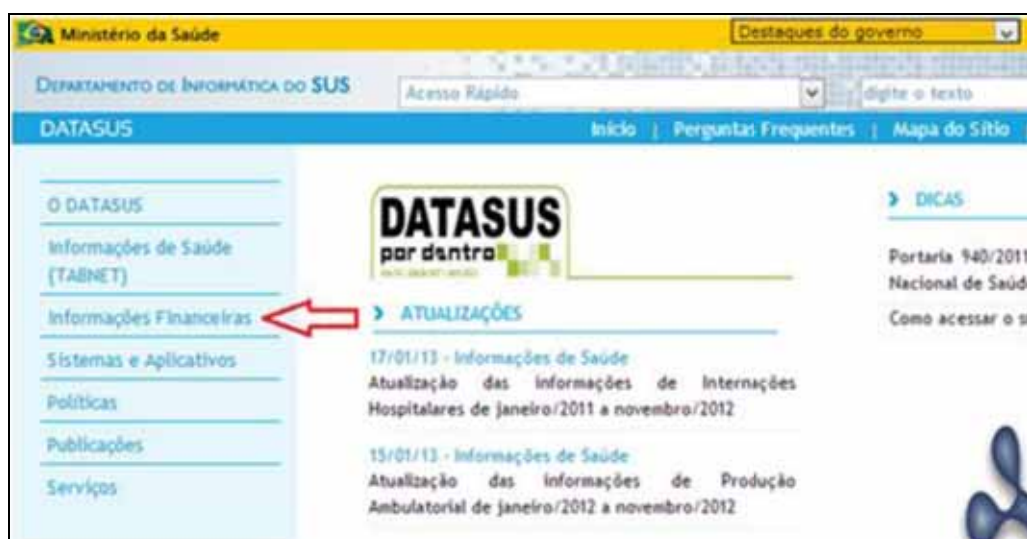 Ministério da Saúde
Destaques do governo
DEPARTAMENTO DE INFORMÁTICA DO SUS
Acesso Rápido
digite o texto
DATASUS
Início | Perguntas Frequentes | Mapa do Sítio
O DATASUS
Informações de Saúde
(TABNET)
Informações Financeiras
Sistemas e Aplicativos
Políticas
Publicações
Serviços
DATASUS
por dentro
ATUALIZAÇÕES
17/01/13 - Informações de Saúde
Atualização das informações de Internações
Hospitalares de janeiro/2011 a novembro/2012
15/01/13 - Informações de Saúde
Atualização das informações de Produção
Ambulatorial de janeiro/2012 a novembro/2012
DICAS
Portaria 940/2011
Nacional de Saúd
Como acessar o s